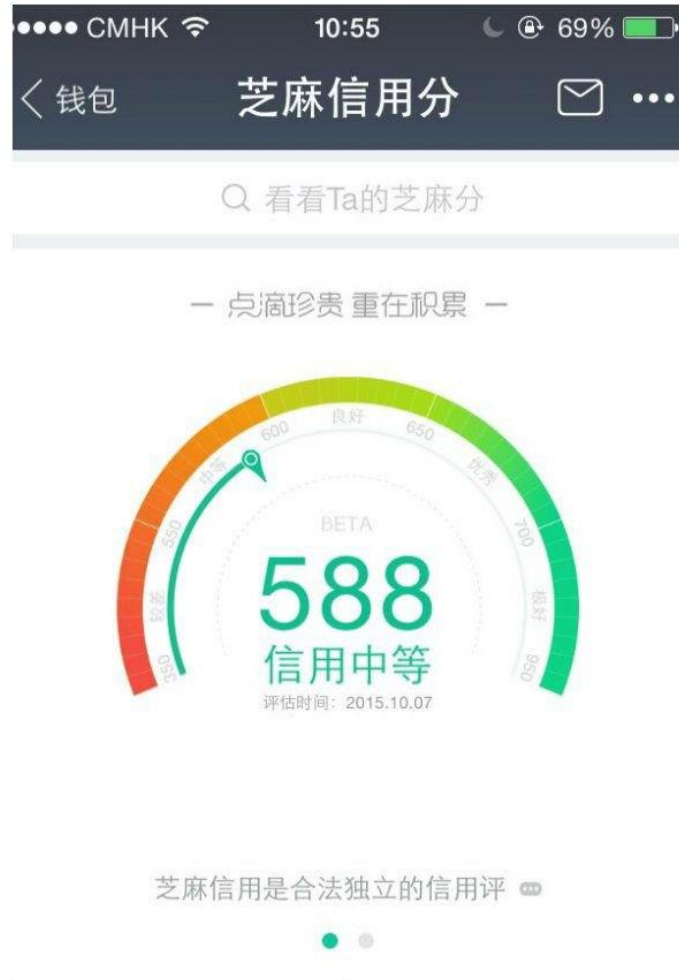 CMHK 10:55 69%
钱包 芝麻信用分
看看Ta的芝麻分
点滴珍贵 重在积累
350 较差 550 中等 600 良好 650 优秀 700 极好 950
BETA
588
信用中等
评估时间: 2015.10.07
芝麻信用是合法独立的信用评